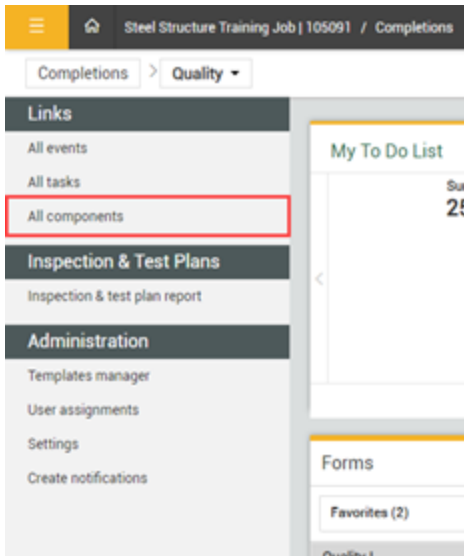 Steel Structure Training Job | 105091 / Completions
Completions > Quality
Links
All events
My To Do List
All tasks
25
All components
Inspection & Test Plans
Inspection & test plan report
Administration
Templates manager
User assignments
Settings
Forms
Create notifications
Favorites (2)